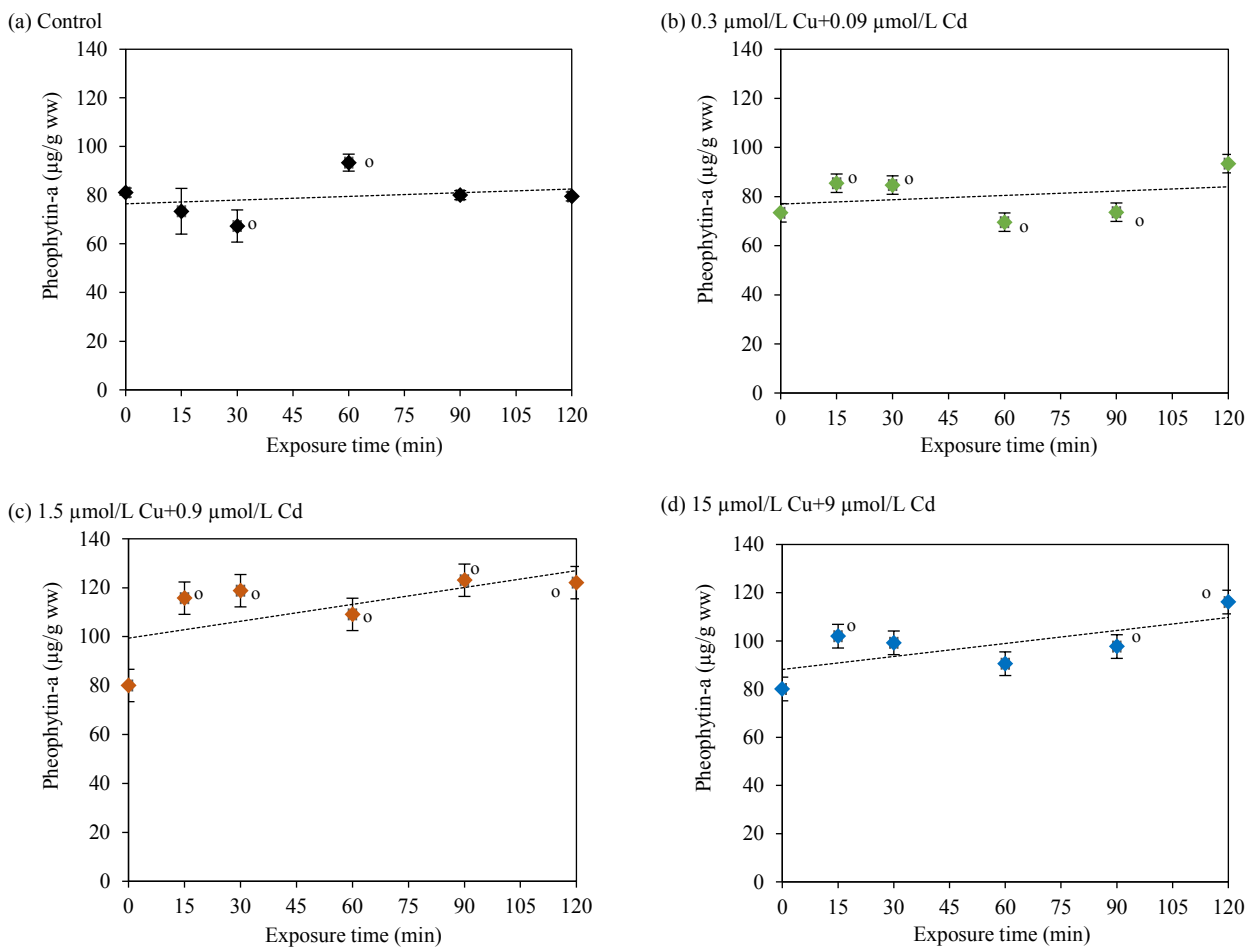 (a) Control
Pheophytin-a (µg/g ww)
140
120
100
80
60
40
20
0
o
o
0 15 30 45 60 75 90 105 120
Exposure time (min)
(b) 0.3 µmol/L Cu+0.09 µmol/L Cd
Pheophytin-a (µg/g ww)
140
120
100
80
60
40
20
0
o
o
o
o
0 15 30 45 60 75 90 105 120
Exposure time (min)
(c) 1.5 µmol/L Cu+0.9 µmol/L Cd
Pheophytin-a (µg/g ww)
140
120
100
80
60
40
20
0
o
o
o
o
o
0 15 30 45 60 75 90 105 120
Exposure time (min)
(d) 15 µmol/L Cu+9 µmol/L Cd
Pheophytin-a (µg/g ww)
140
120
100
80
60
40
20
0
o
o
o
0 15 30 45 60 75 90 105 120
Exposure time (min)